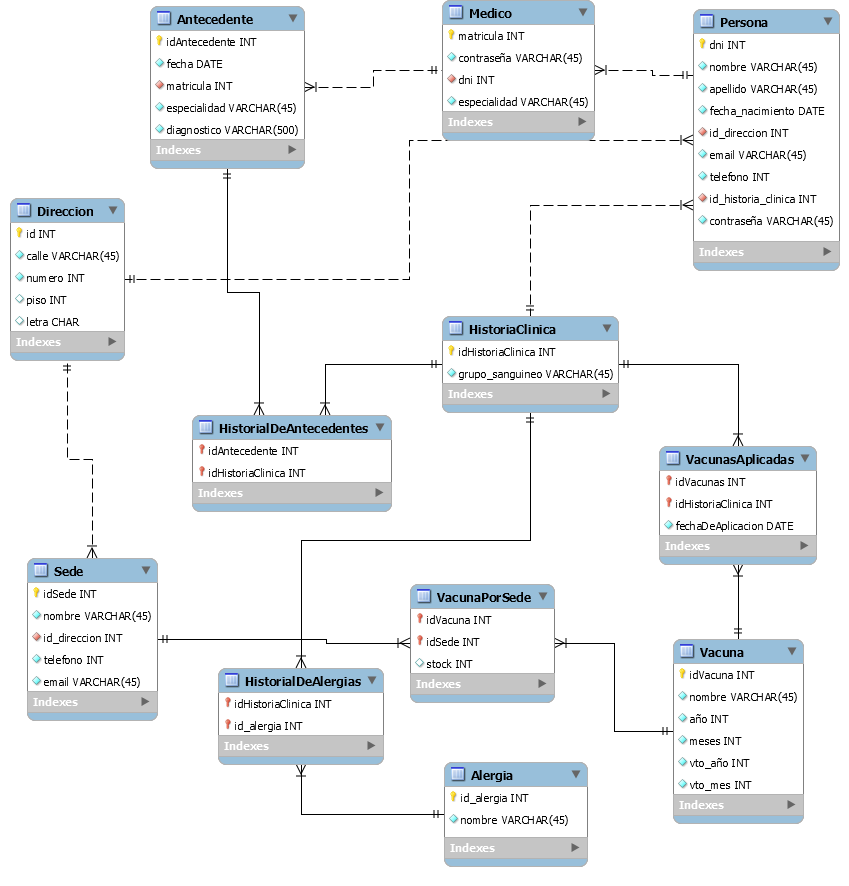 Antecedente
idAntecedente INT
fecha DATE
matricula INT
especialidad VARCHAR(45)
diagnostico VARCHAR(500)
Indexes
Medico
matricula INT
contraseña VARCHAR(45)
dni INT
especialidad VARCHAR(45)
Indexes
Persona
dni INT
nombre VARCHAR(45)
apellido VARCHAR(45)
fecha_nacimiento DATE
id_direccion INT
email VARCHAR(45)
telefono INT
id_historia_clinica INT
contraseña VARCHAR(45)
Indexes
Direccion
id INT
calle VARCHAR(45)
numero INT
piso INT
letra CHAR
Indexes
HistoriaClinica
idHistoriaClinica INT
grupo_sanguineo VARCHAR(45)
Indexes
HistorialDeAntecedentes
idAntecedente INT
idHistoriaClinica INT
Indexes
VacunasAplicadas
idVacunas INT
idHistoriaClinica INT
fechaDeAplicacion DATE
Indexes
Sede
idSede INT
nombre VARCHAR(45)
id_direccion INT
telefono INT
email VARCHAR(45)
Indexes
VacunaPorSede
idVacuna INT
idSede INT
stock INT
Indexes
HistorialDeAlergias
idHistoriaClinica INT
id_alergia INT
Indexes
Vacuna
idVacuna INT
nombre VARCHAR(45)
año INT
meses INT
vto_año INT
vto_mes INT
Indexes
Alergia
id_alergia INT
nombre VARCHAR(45)
Indexes